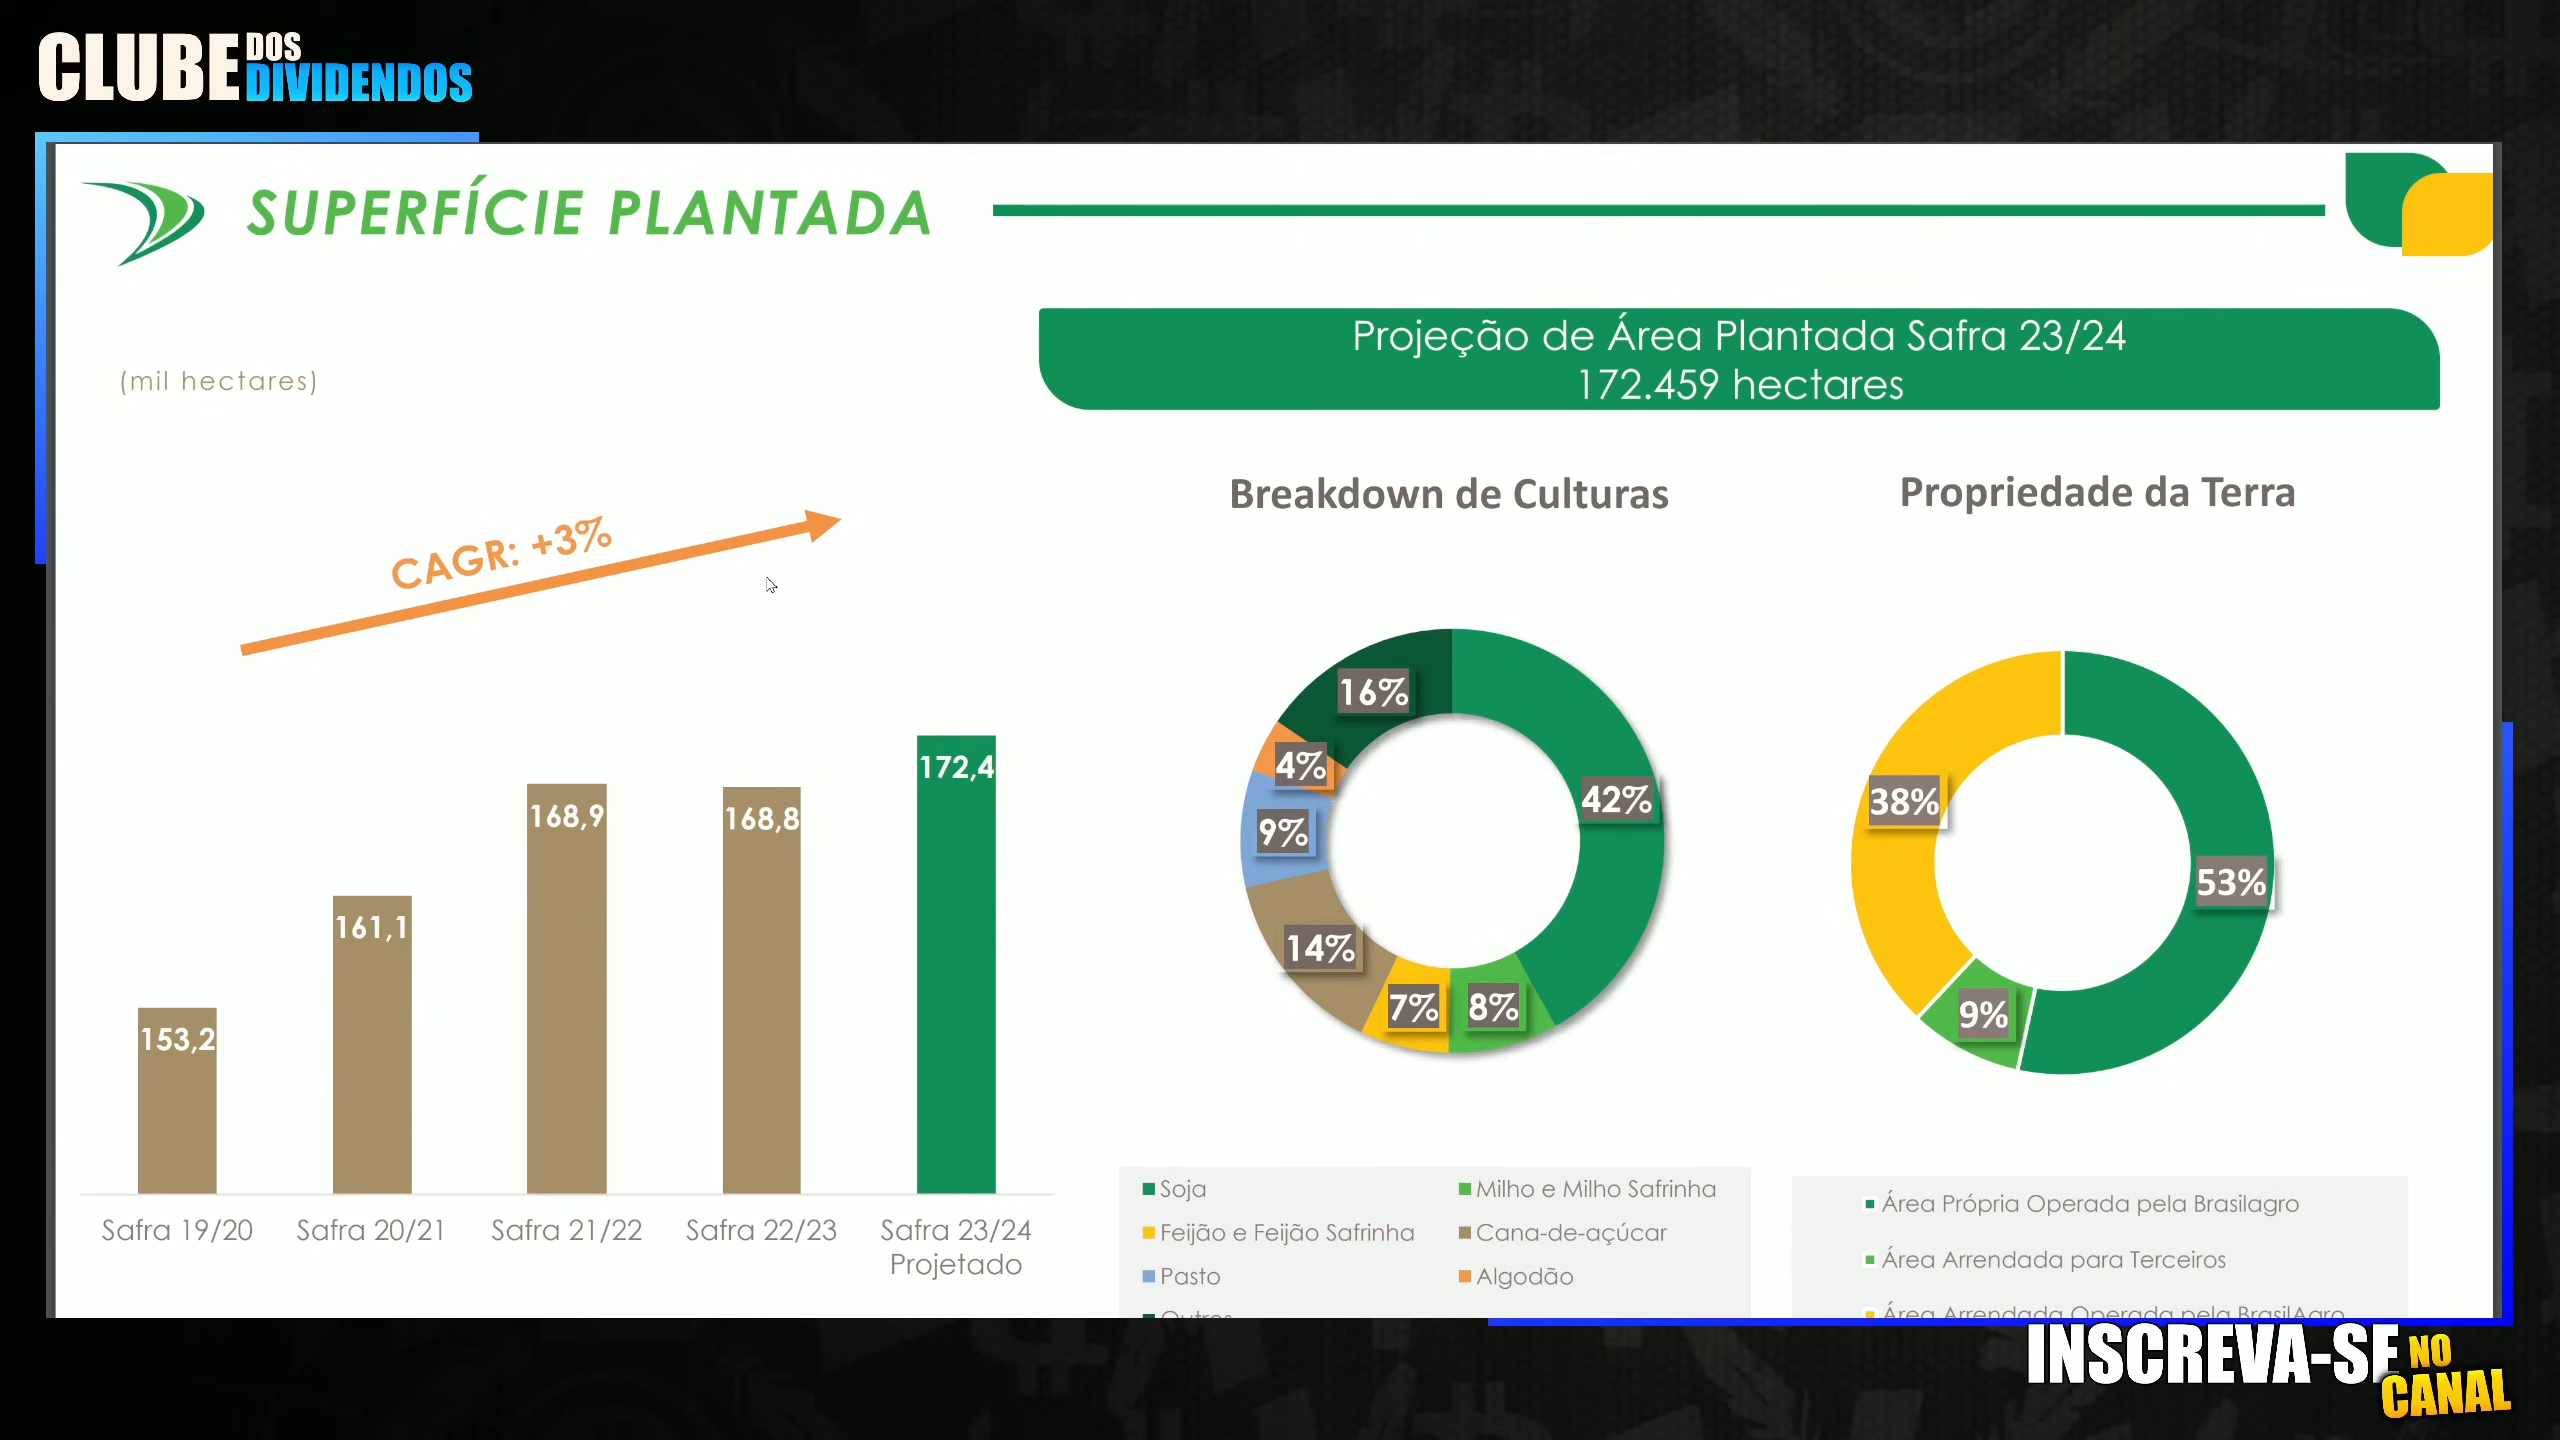 CLUBE DOS DIVIDENDOS
SUPERFÍCIE PLANTADA
Projeção de Área Plantada Safra 23/24
172.459 hectares
(mil hectares)
CAGR: +3%
153,2
161,1
168,9
168,8
172,4
Safra 19/20
Safra 20/21
Safra 21/22
Safra 22/23
Safra 23/24
Projetado
Breakdown de Culturas
16%
4%
9%
14%
7%
8%
42%
Soja
Milho e Milho Safrinha
Feijão e Feijão Safrinha
Cana-de-açúcar
Pasto
Algodão
Outros
Propriedade da Terra
38%
53%
9%
Área Própria Operada pela Brasilagro
Área Arrendada para Terceiros
Área Arrendada Operada pela BrasilAgro
INSCREVA-SE NO CANAL